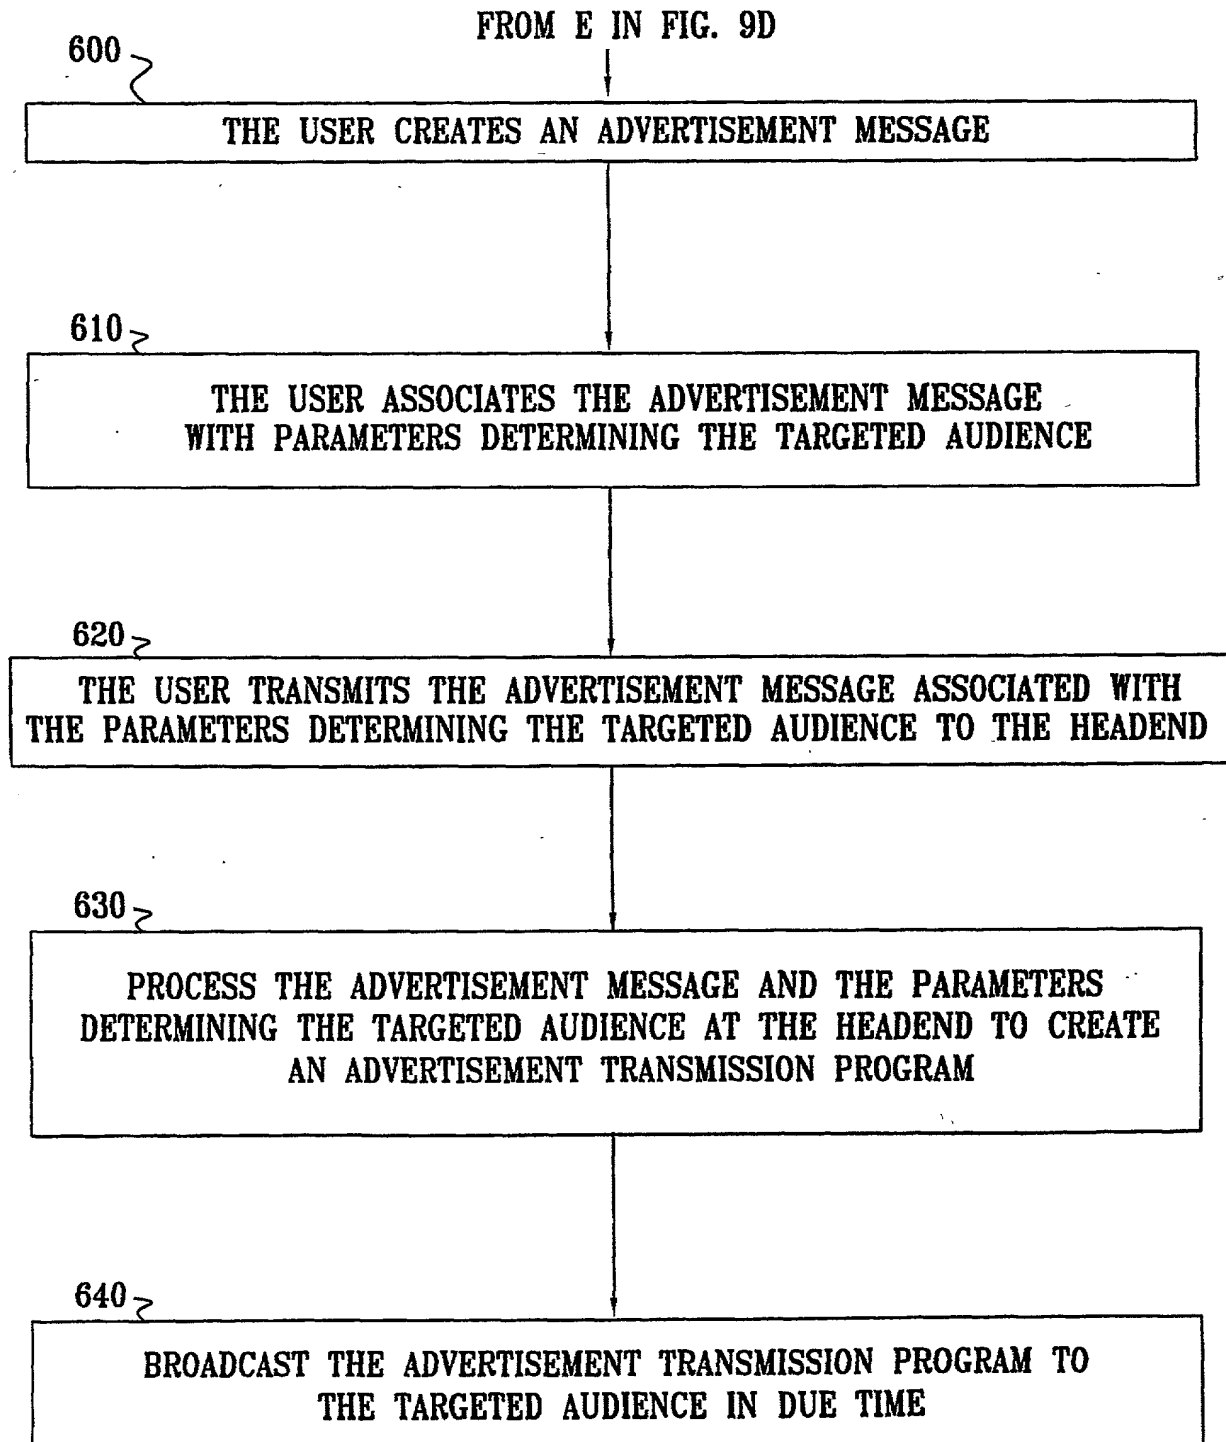 FROM E IN FIG. 9D
600
THE USER CREATES AN ADVERTISEMENT MESSAGE
610
THE USER ASSOCIATES THE ADVERTISEMENT MESSAGE
WITH PARAMETERS DETERMINING THE TARGETED AUDIENCE
620
THE USER TRANSMITS THE ADVERTISEMENT MESSAGE ASSOCIATED WITH
THE PARAMETERS DETERMINING THE TARGETED AUDIENCE TO THE HEADEND
630
PROCESS THE ADVERTISEMENT MESSAGE AND THE PARAMETERS
DETERMINING THE TARGETED AUDIENCE AT THE HEADEND TO CREATE
AN ADVERTISEMENT TRANSMISSION PROGRAM
640
BROADCAST THE ADVERTISEMENT TRANSMISSION PROGRAM TO
THE TARGETED AUDIENCE IN DUE TIME